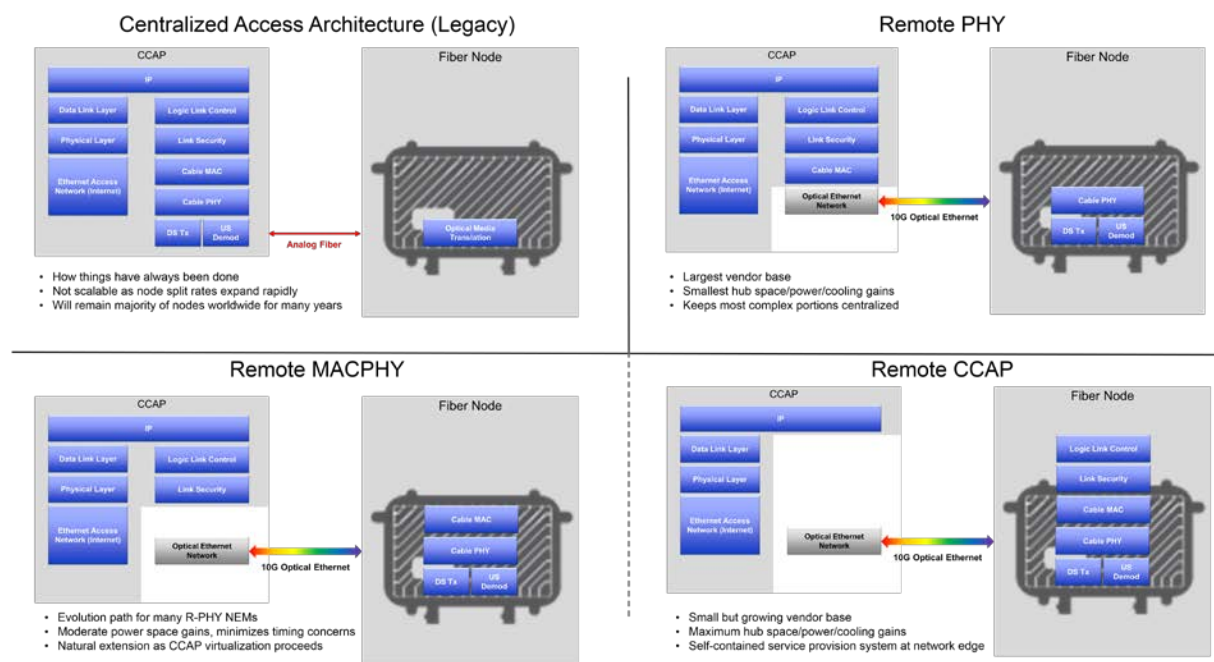 Centralized Access Architecture (Legacy)
CCAP
Fiber Node
IP
Data Link Layer
Logic Link Control
Physical Layer
Link Security
Ethernet Access
Network (Internet)
Cable MAC
Cable PHY
DS Tx
US
Demod
Analog Fiber
Optical Media
Translation
• How things have always been done
• Not scalable as node split rates expand rapidly
• Will remain majority of nodes worldwide for many years
Remote PHY
CCAP
Fiber Node
IP
Data Link Layer
Logic Link Control
Physical Layer
Link Security
Ethernet Access
Network (Internet)
Cable MAC
Optical Ethernet
Network
10G Optical Ethernet
Cable PHY
DS Tx
US
Demod
• Largest vendor base
• Smallest hub space/power/cooling gains
• Keeps most complex portions centralized
Remote MACPHY
CCAP
Fiber Node
IP
Data Link Layer
Logic Link Control
Physical Layer
Link Security
Ethernet Access
Network (Internet)
Optical Ethernet
Network
10G Optical Ethernet
Cable MAC
Cable PHY
DS Tx
US
Demod
• Evolution path for many R-PHY NEMs
• Moderate power space gains, minimizes timing concerns
• Natural extension as CCAP virtualization proceeds
Remote CCAP
CCAP
Fiber Node
IP
Data Link Layer
Physical Layer
Ethernet Access
Network (Internet)
Optical Ethernet
Network
10G Optical Ethernet
Logic Link Control
Link Security
Cable MAC
Cable PHY
DS Tx
US
Demod
• Small but growing vendor base
• Maximum hub space/power/cooling gains
• Self-contained service provision system at network edge